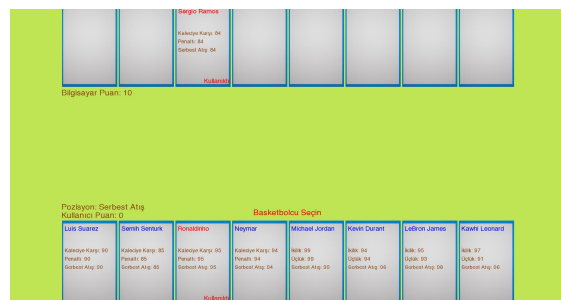 Sergio Ramos
Kaleciye Karşı: 84
Penaltı: 84
Serbest Atış: 84
Kullanıldı
Bilgisayar Puan: 10
Pozisyon: Serbest Atış
Kullanıcı Puan: 0
Basketbolcu Seçin
Luis Suarez
Kaleciye Karşı: 90
Penaltı: 90
Serbest Atış: 90
Semih Senturk
Kaleciye Karşı: 85
Penaltı: 85
Serbest Atış: 85
Ronaldinho
Kaleciye Karşı: 95
Penaltı: 95
Serbest Atış: 95
Kullanıldı
Neymar
Kaleciye Karşı: 94
Penaltı: 94
Serbest Atış: 94
Michael Jordan
İkilik: 99
Üçlük: 99
Serbest Atış: 99
Kevin Durant
İkilik: 94
Üçlük: 94
Serbest Atış: 96
LeBron James
İkilik: 95
Üçlük: 93
Serbest Atış: 98
Kawhi Leonard
İkilik: 97
Üçlük: 91
Serbest Atış: 98